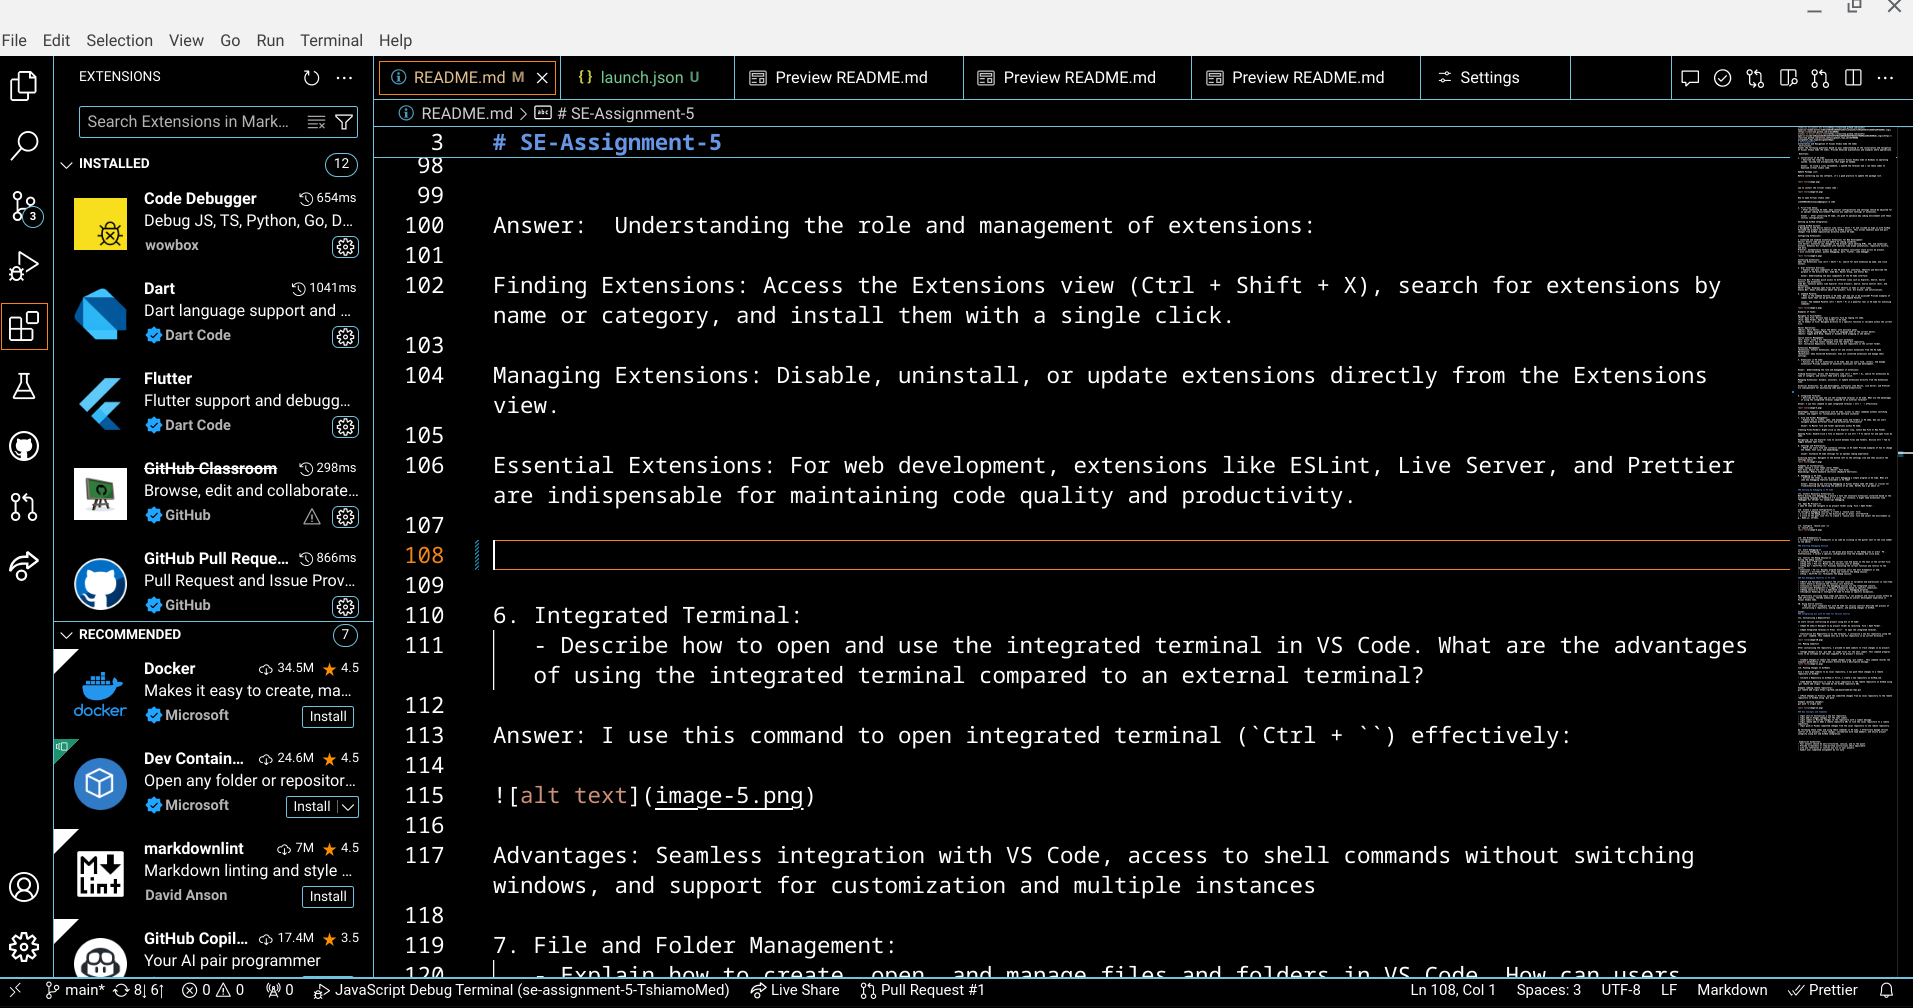 File Edit Selection View Go Run Terminal Help
EXTENSIONS
README.md M
{} launch.json U
Preview README.md
Preview README.md
Preview README.md
Settings
Search Extensions in Mark...
README.md > # SE-Assignment-5
INSTALLED 12
Code Debugger 654ms
Debug JS, TS, Python, Go, D...
wowbox
Dart 1041ms
Dart language support and ...
Dart Code
Flutter
Flutter support and debugg...
Dart Code
GitHub Classroom 298ms
Browse, edit and collaborate...
GitHub
GitHub Pull Reque... 866ms
Pull Request and Issue Prov...
GitHub
3
RECOMMENDED 7
Docker 34.5M 4.5
Makes it easy to create, ma...
docker
Microsoft Install
Dev Contain... 24.6M 4.5
Open any folder or repositor...
Microsoft Install
markdownlint 7M 4.5
Markdown linting and style ...
M Lint
David Anson Install
GitHub Copil... 17.4M 3.5
Your AI pair programmer
3 # SE-Assignment-5
98
99
100 Answer:  Understanding the role and management of extensions:
101
102 Finding Extensions: Access the Extensions view (Ctrl + Shift + X), search for extensions by
name or category, and install them with a single click.
103
104 Managing Extensions: Disable, uninstall, or update extensions directly from the Extensions
view.
105
106 Essential Extensions: For web development, extensions like ESLint, Live Server, and Prettier
are indispensable for maintaining code quality and productivity.
107
108
109
110 6. Integrated Terminal:
111 - Describe how to open and use the integrated terminal in VS Code. What are the advantages
of using the integrated terminal compared to an external terminal?
112
113 Answer: I use this command to open integrated terminal (`Ctrl + ``) effectively:
114
115 ![alt text](image-5.png)
116
117 Advantages: Seamless integration with VS Code, access to shell commands without switching
windows, and support for customization and multiple instances
118
119 7. File and Folder Management:
120 - Explain how to create, open, and manage files and folders in VS Code. How can users
main* 8↓ 6↑ 0 0 0 JavaScript Debug Terminal (se-assignment-5-TshiamoMed) Live Share Pull Request #1 Ln 108, Col 1 Spaces: 3 UTF-8 LF Markdown Prettier